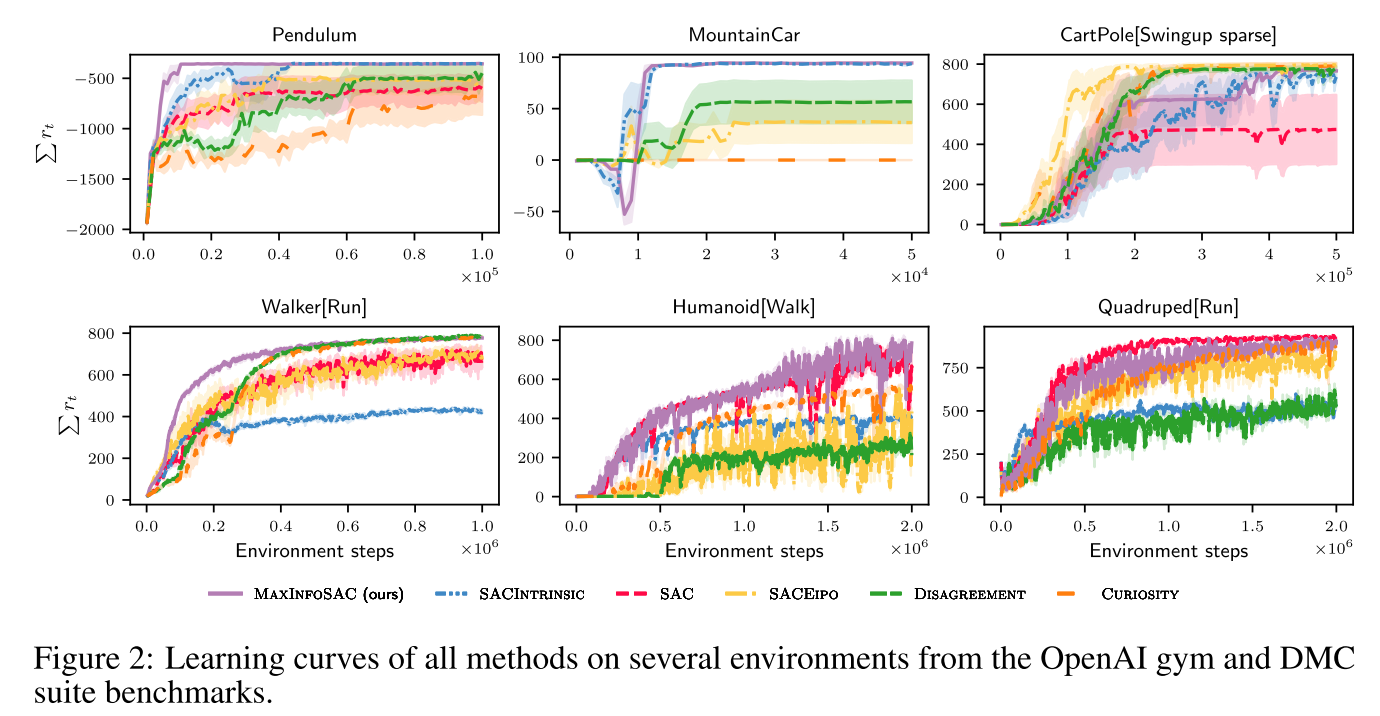 Pendulum
MountainCar
CartPole[Swingup sparse]
∑ r_t
−500
−1000
−1500
−2000
0.0 0.2 0.4 0.6 0.8 1.0
×10^5
100
50
0
−50
0 1 2 3 4 5
×10^4
800
600
400
200
0
0 1 2 3 4 5
×10^5
Walker[Run]
Humanoid[Walk]
Quadruped[Run]
∑ r_t
800
600
400
200
0
0.0 0.2 0.4 0.6 0.8 1.0
Environment steps
×10^6
800
600
400
200
0
0.0 0.5 1.0 1.5 2.0
Environment steps
×10^6
750
500
250
0
0.0 0.5 1.0 1.5 2.0
Environment steps
×10^6
MAXINFOSAC (ours) SACINTRINSIC SAC SACEIPO DISAGREEMENT CURIOSITY
Figure 2: Learning curves of all methods on several environments from the OpenAI gym and DMC
suite benchmarks.